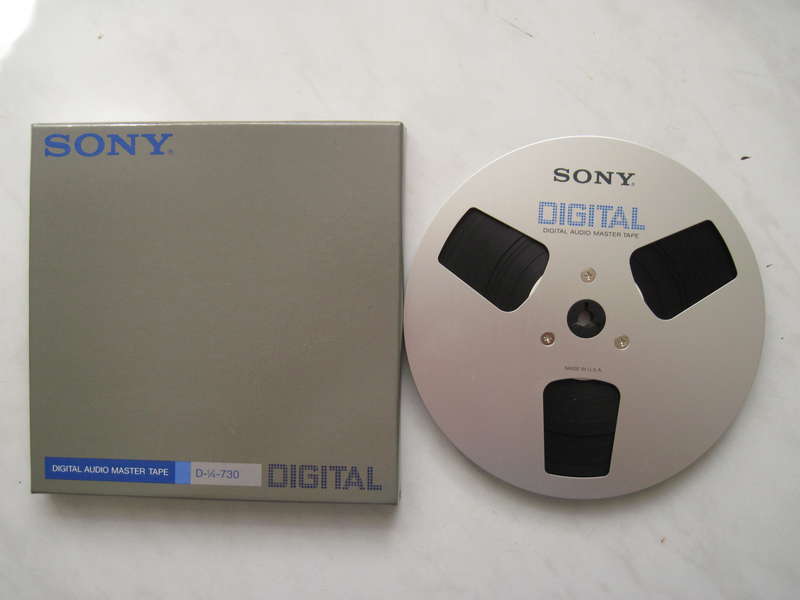 SONY®
DIGITAL AUDIO MASTER TAPE
D-¼-730
DIGITAL
SONY®
DIGITAL
DIGITAL AUDIO MASTER TAPE
MADE IN U.S.A.